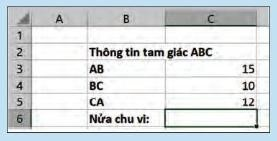 A B C
1
2 Thông tin tam giác ABC
3 AB 15
4 BC 10
5 CA 12
6 Nửa chu vi: